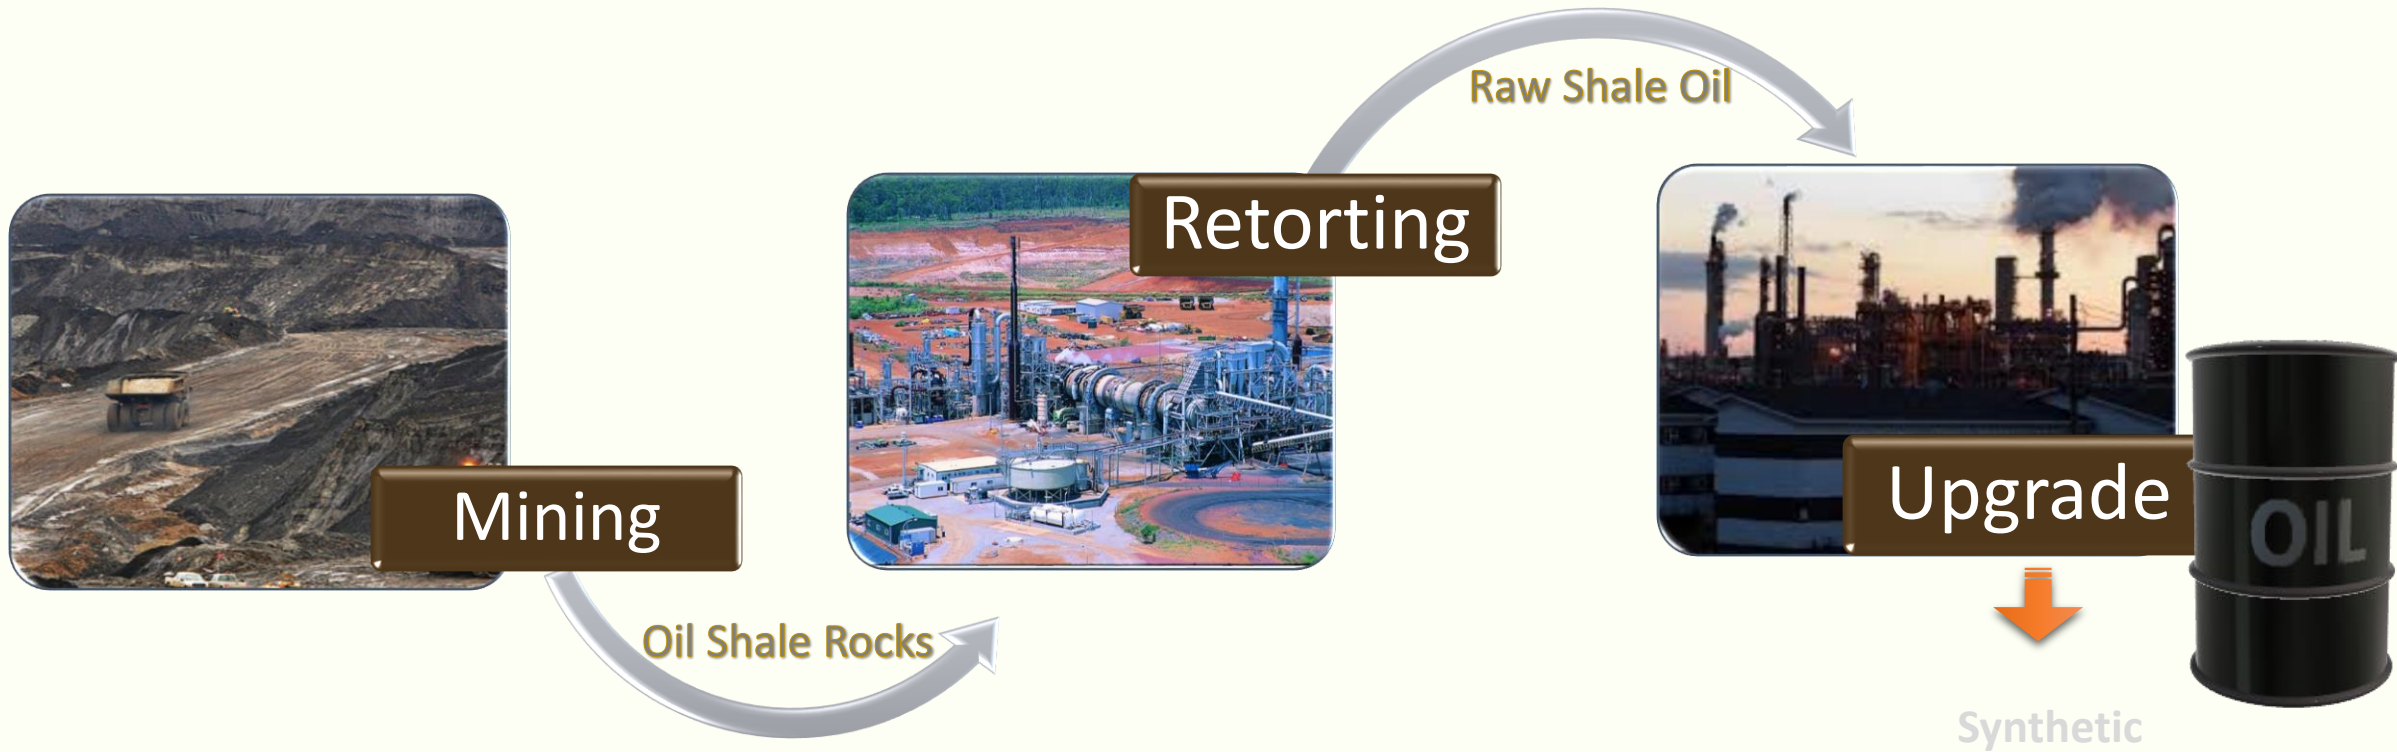 Mining
Oil Shale Rocks
Retorting
Raw Shale Oil
Upgrade
OIL
Synthetic